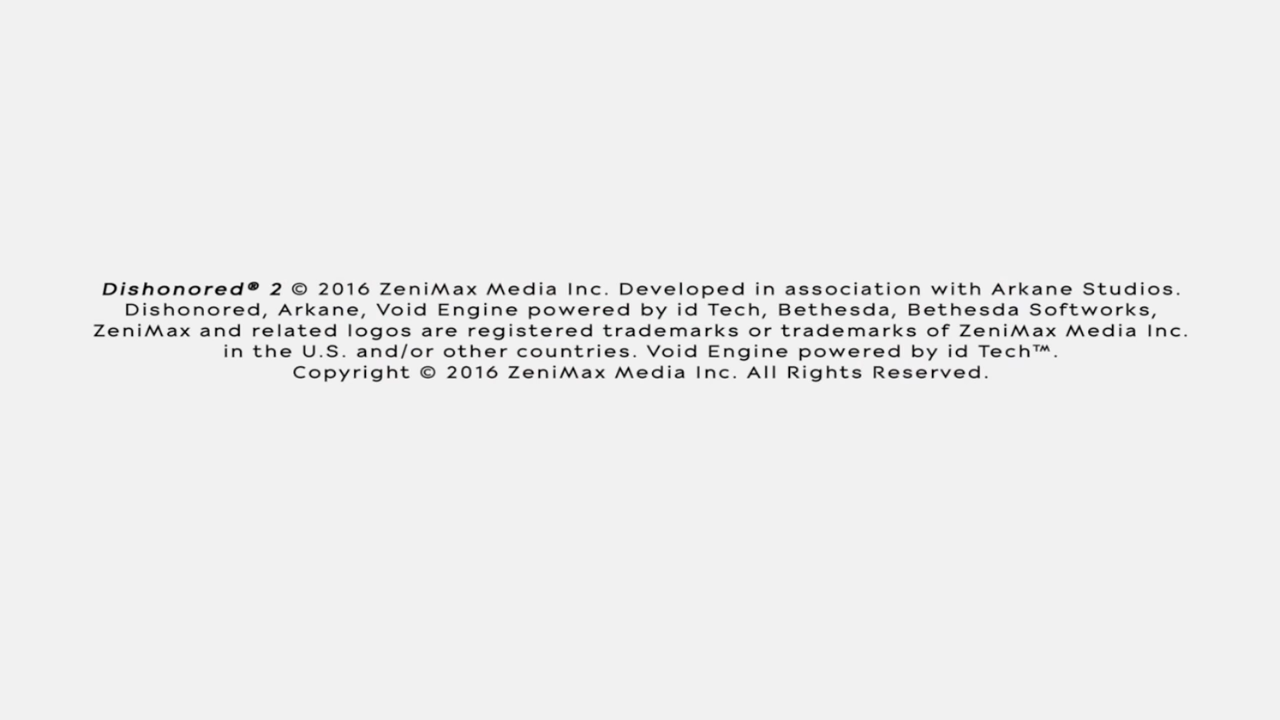 Dishonored® 2 © 2016 ZeniMax Media Inc. Developed in association with Arkane Studios.
Dishonored, Arkane, Void Engine powered by id Tech, Bethesda, Bethesda Softworks,
ZeniMax and related logos are registered trademarks or trademarks of ZeniMax Media Inc.
in the U.S. and/or other countries. Void Engine powered by id Tech™.
Copyright © 2016 ZeniMax Media Inc. All Rights Reserved.